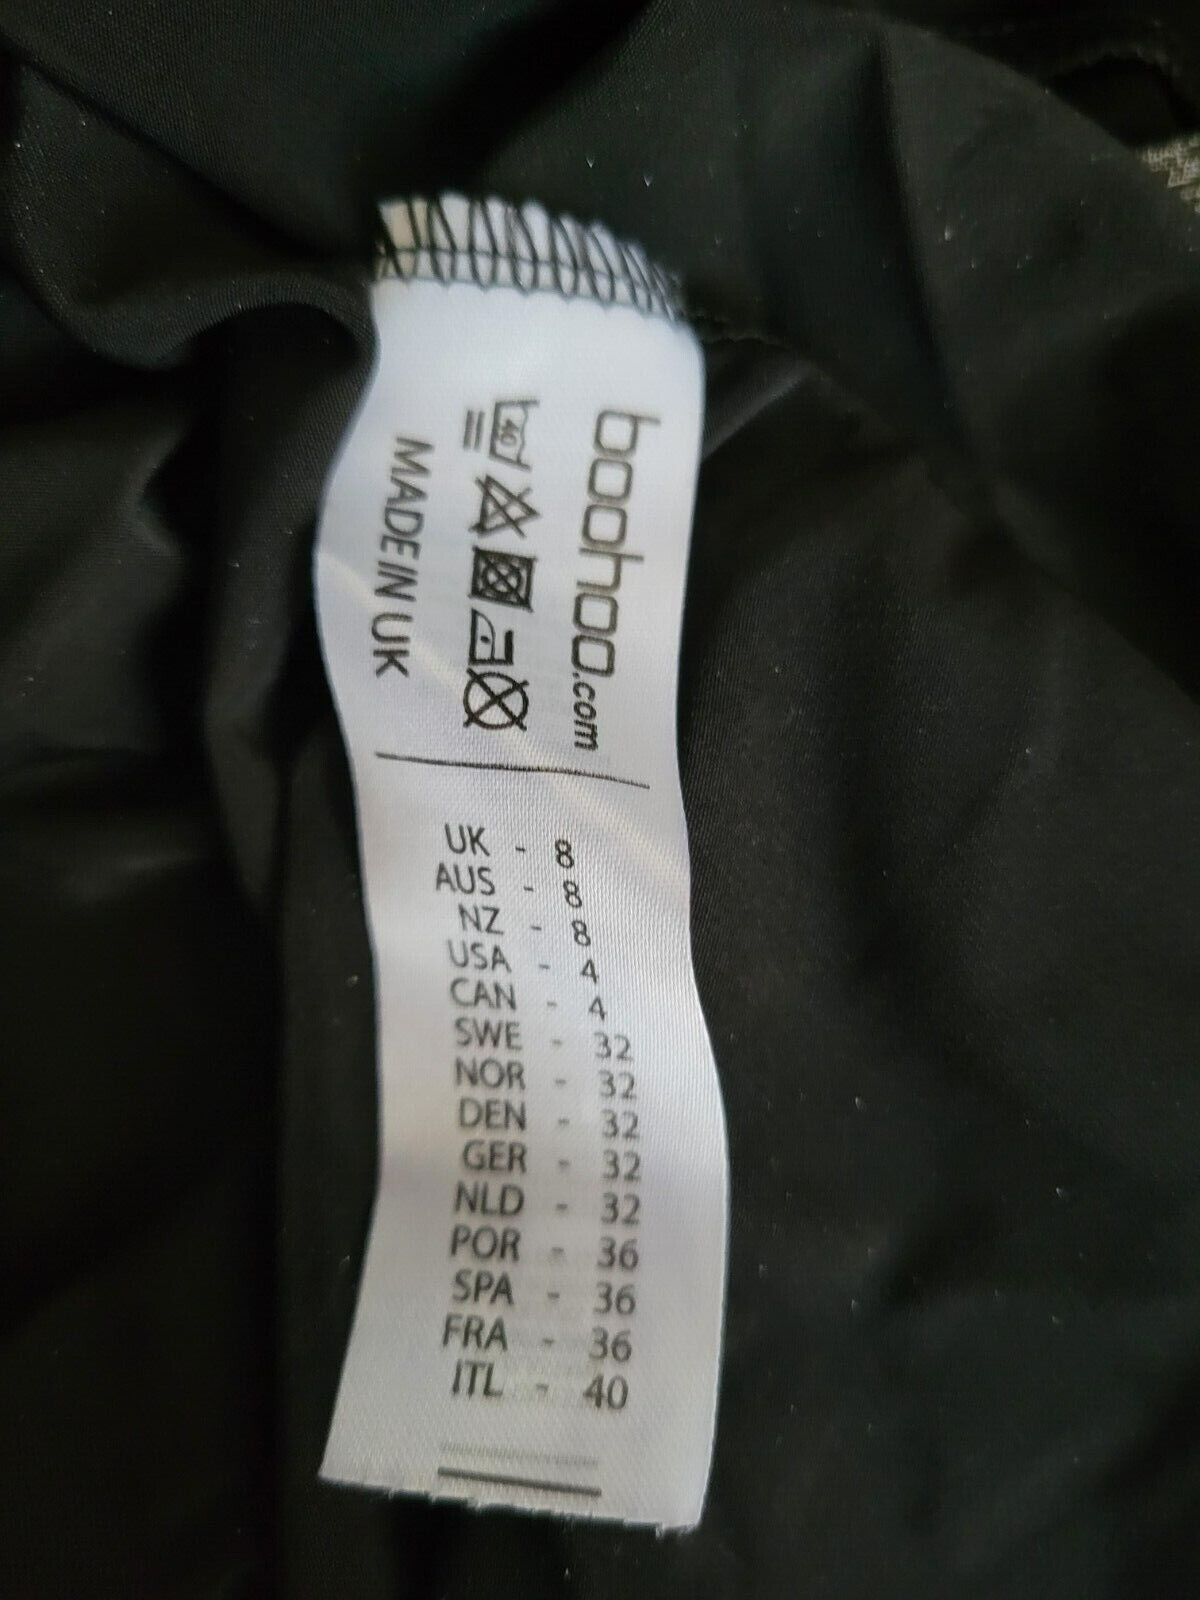 boohoo.com
40
MADE IN UK
UK - 8
AUS - 8
NZ - 8
USA - 4
CAN - 4
SWE - 32
NOR - 32
DEN - 32
GER - 32
NLD - 32
POR - 36
SPA - 36
FRA - 36
ITL - 40